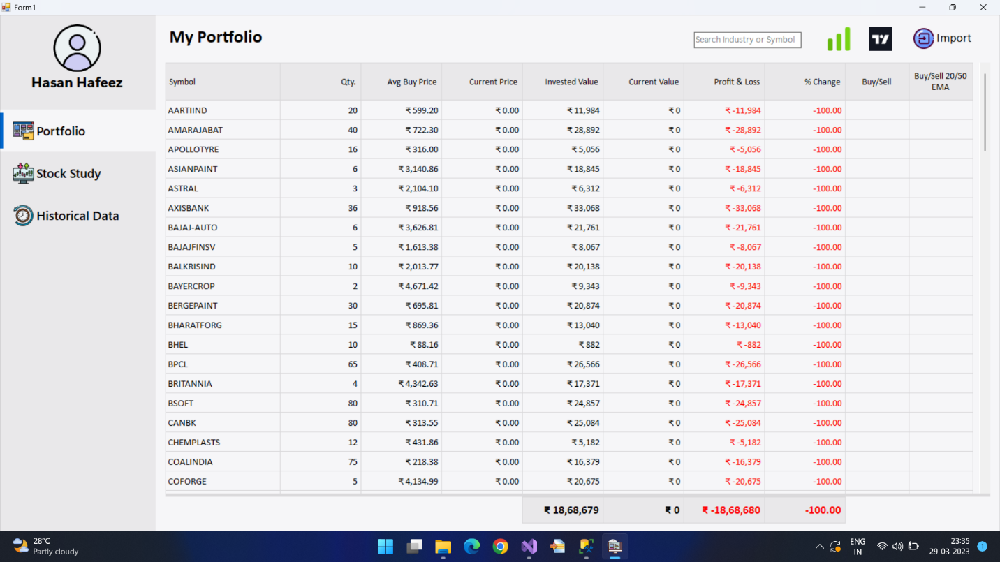 Form1
Hasan Hafeez
Portfolio
Stock Study
Historical Data
My Portfolio
Search Industry or Symbol
Import
Symbol Qty. Avg Buy Price Current Price Invested Value Current Value Profit & Loss % Change Buy/Sell Buy/Sell 20/50
EMA
AARTIIND 20 ₹ 599.20 ₹ 0.00 ₹ 11,984 ₹ 0 ₹ -11,984 -100.00
AMARAJABAT 40 ₹ 722.30 ₹ 0.00 ₹ 28,892 ₹ 0 ₹ -28,892 -100.00
APOLLOTYRE 16 ₹ 316.00 ₹ 0.00 ₹ 5,056 ₹ 0 ₹ -5,056 -100.00
ASIANPAINT 6 ₹ 3,140.86 ₹ 0.00 ₹ 18,845 ₹ 0 ₹ -18,845 -100.00
ASTRAL 3 ₹ 2,104.10 ₹ 0.00 ₹ 6,312 ₹ 0 ₹ -6,312 -100.00
AXISBANK 36 ₹ 918.56 ₹ 0.00 ₹ 33,068 ₹ 0 ₹ -33,068 -100.00
BAJAJ-AUTO 6 ₹ 3,626.81 ₹ 0.00 ₹ 21,761 ₹ 0 ₹ -21,761 -100.00
BAJAJFINSV 5 ₹ 1,613.38 ₹ 0.00 ₹ 8,067 ₹ 0 ₹ -8,067 -100.00
BALKRISIND 10 ₹ 2,013.77 ₹ 0.00 ₹ 20,138 ₹ 0 ₹ -20,138 -100.00
BAYERCROP 2 ₹ 4,671.42 ₹ 0.00 ₹ 9,343 ₹ 0 ₹ -9,343 -100.00
BERGEPAINT 30 ₹ 695.81 ₹ 0.00 ₹ 20,874 ₹ 0 ₹ -20,874 -100.00
BHARATFORG 15 ₹ 869.36 ₹ 0.00 ₹ 13,040 ₹ 0 ₹ -13,040 -100.00
BHEL 10 ₹ 88.16 ₹ 0.00 ₹ 882 ₹ 0 ₹ -882 -100.00
BPCL 65 ₹ 408.71 ₹ 0.00 ₹ 26,566 ₹ 0 ₹ -26,566 -100.00
BRITANNIA 4 ₹ 4,342.63 ₹ 0.00 ₹ 17,371 ₹ 0 ₹ -17,371 -100.00
BSOFT 80 ₹ 310.71 ₹ 0.00 ₹ 24,857 ₹ 0 ₹ -24,857 -100.00
CANBK 80 ₹ 313.55 ₹ 0.00 ₹ 25,084 ₹ 0 ₹ -25,084 -100.00
CHEMPLASTS 12 ₹ 431.86 ₹ 0.00 ₹ 5,182 ₹ 0 ₹ -5,182 -100.00
COALINDIA 75 ₹ 218.38 ₹ 0.00 ₹ 16,379 ₹ 0 ₹ -16,379 -100.00
COFORGE 5 ₹ 4,134.99 ₹ 0.00 ₹ 20,675 ₹ 0 ₹ -20,675 -100.00
₹ 18,68,679 ₹ 0 ₹ -18,68,680 -100.00
28°C
Partly cloudy
ENG
IN
23:35
29-03-2023
1